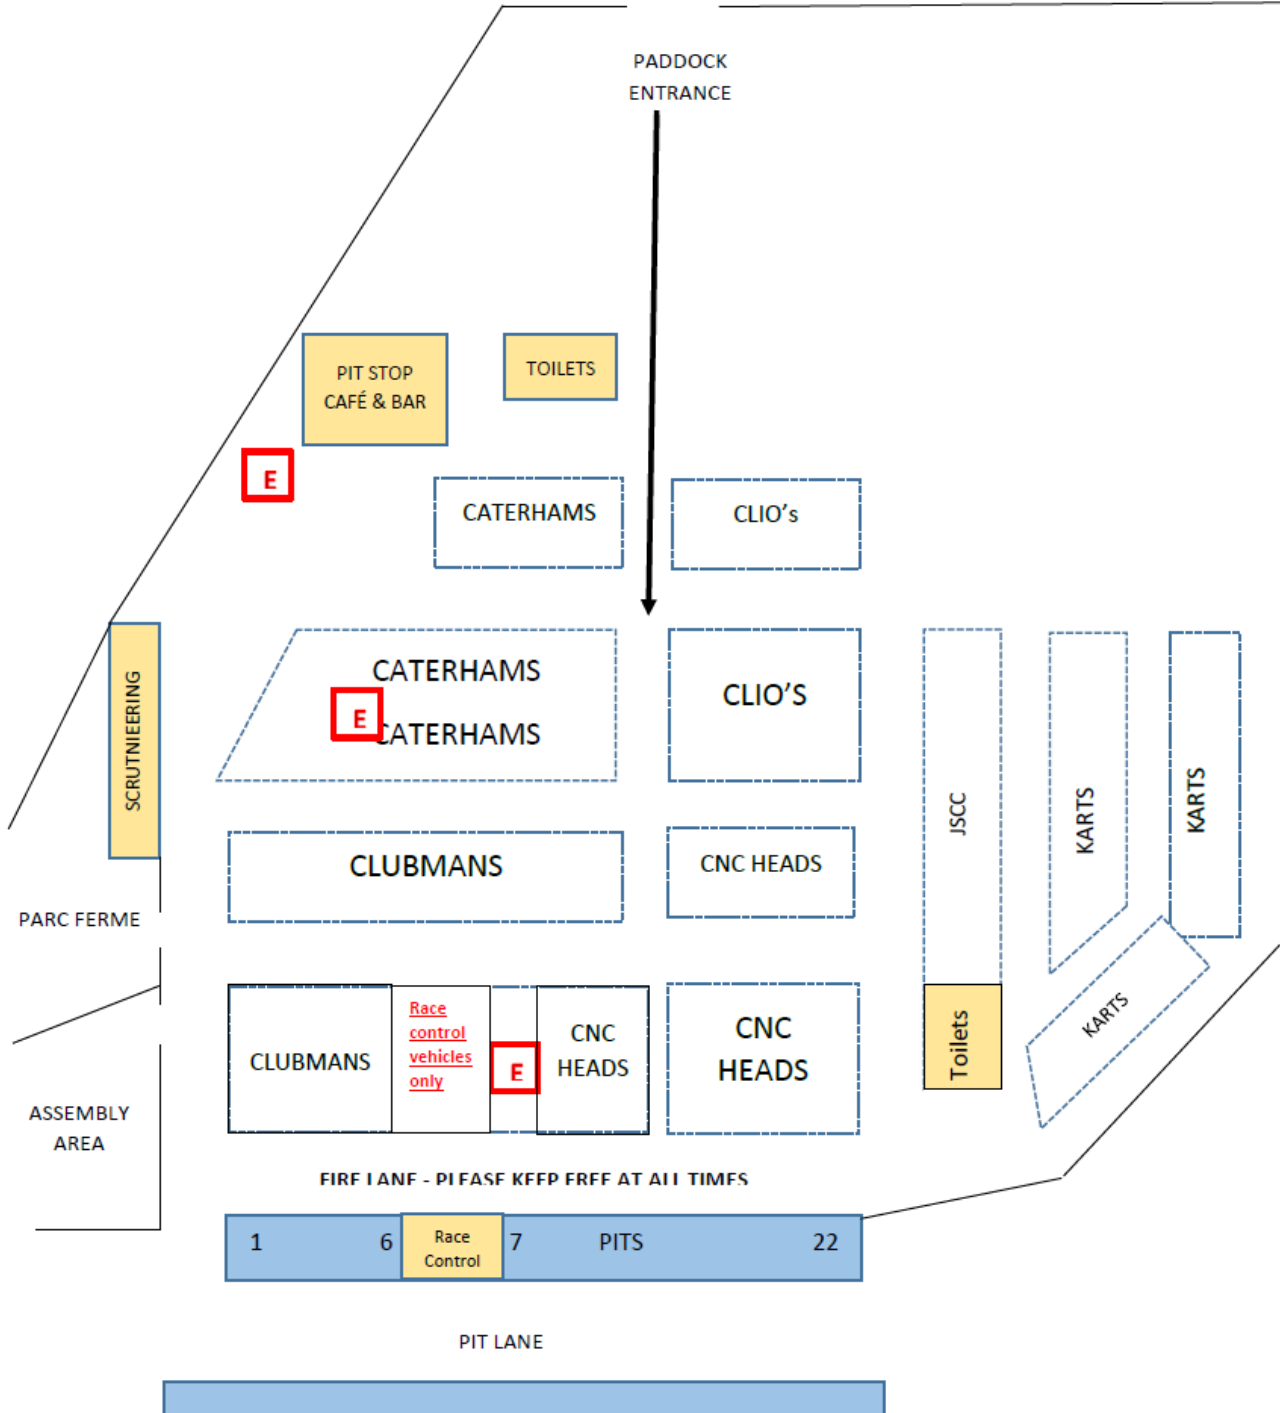 PADDOCK
ENTRANCE
PIT STOP
CAFÉ & BAR
TOILETS
E
CATERHAMS
CLIO's
SCRUTNIEERING
CATERHAMS
E
CATERHAMS
CLIO'S
JSCC
KARTS
KARTS
CLUBMANS
CNC HEADS
PARC FERME
CLUBMANS
Race
control
vehicles
only
E
CNC
HEADS
CNC
HEADS
Toilets
KARTS
ASSEMBLY
AREA
FIRE LANE - PLEASE KEEP FREE AT ALL TIMES
1
6
Race
Control
7
PITS
22
PIT LANE